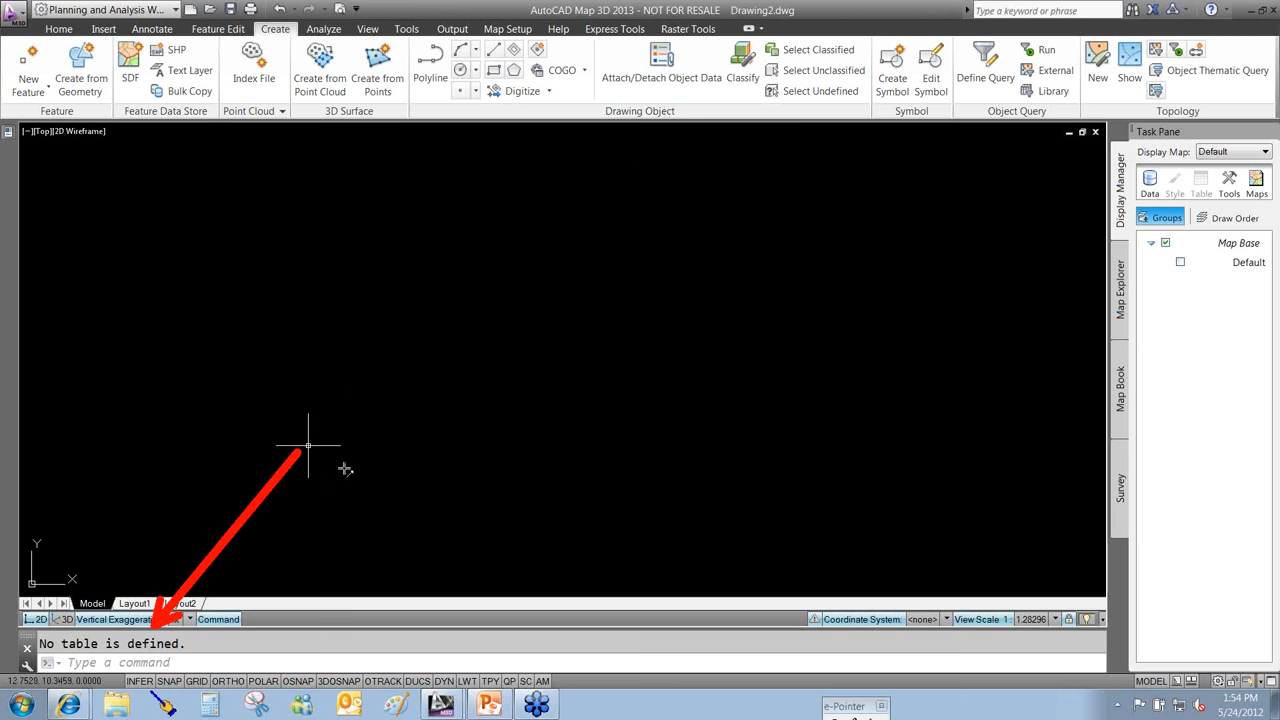 Planning and Analysis W...
AutoCAD Map 3D 2013 - NOT FOR RESALE Drawing2.dwg
Type a keyword or phrase
Home Insert Annotate Feature Edit Create Analyze View Tools Output Map Setup Help Express Tools Raster Tools
New Feature
Create from Geometry
SDF
SHP
Text Layer
Bulk Copy
Index File
Create from Point Cloud
Create from Points
Polyline
COGO
Digitize
Attach/Detach Object Data
Classify
Select Classified
Select Unclassified
Select Undefined
Create Symbol
Edit Symbol
Define Query
Run
External
Library
New
Show
Object Thematic Query
Feature Feature Data Store Point Cloud 3D Surface Drawing Object Symbol Object Query Topology
[−][Top][2D Wireframe]
Task Pane
Display Map: Default
Data Style Table Tools Maps
Groups Draw Order
Map Base
Default
Display Manager
Map Explorer
Map Book
Survey
Y
X
Model Layout1
2D 3D Command Coordinate System: <none> View Scale 1: 1.28296
No table is defined.
Type a command
12.7528, 10.3459, 0.0000 INFER SNAP GRID ORTHO POLAR OSNAP 3DOSNAP OTRACK DUCS DYN LWT TPY QP SC AM MODEL
e-Pointer
1:54 PM
5/24/2012